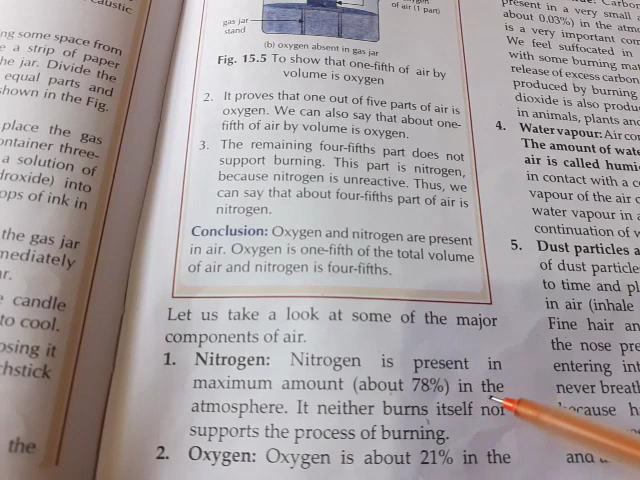 caustic
ng some space from
e a strip of paper
he jar. Divide the
equal parts and
shown in the Fig.
place the gas
ontainer three-
a solution of
droxide) into
ops of ink in
the gas jar
mediately
r.
e candle
to cool.
osing it
chstick
the
of air (1 part)
gas jar
stand
(b) oxygen absent in gas jar
Fig. 15.5 To show that one-fifth of air by
volume is oxygen
2. It proves that one out of five parts of air is
oxygen. We can also say that about one-
fifth of air by volume is oxygen.
3. The remaining four-fifths part does not
support burning. This part is nitrogen,
because nitrogen is unreactive. Thus, we
can say that about four-fifths part of air is
nitrogen.
Conclusion: Oxygen and nitrogen are present
in air. Oxygen is one-fifth of the total volume
of air and nitrogen is four-fifths.
Let us take a look at some of the major
components of air.
1. Nitrogen: Nitrogen is present in
maximum amount (about 78%) in the
atmosphere. It neither burns itself nor
supports the process of burning.
2. Oxygen: Oxygen is about 21% in the
present in a very small
about 0.03%) in the atmo
is a very important con
We feel suffocated in
with some burning mat
release of excess carbon
produced by burning
dioxide is also produ
in animals, plants and
4. Water vapour: Air co
The amount of wate
air is called humi
in contact with a c
vapour of the air c
water vapour in a
continuation of w
5. Dust particles a
of dust particle
to time and pl
in air (inhale
Fine hair an
the nose pre
entering int
never breath
because h